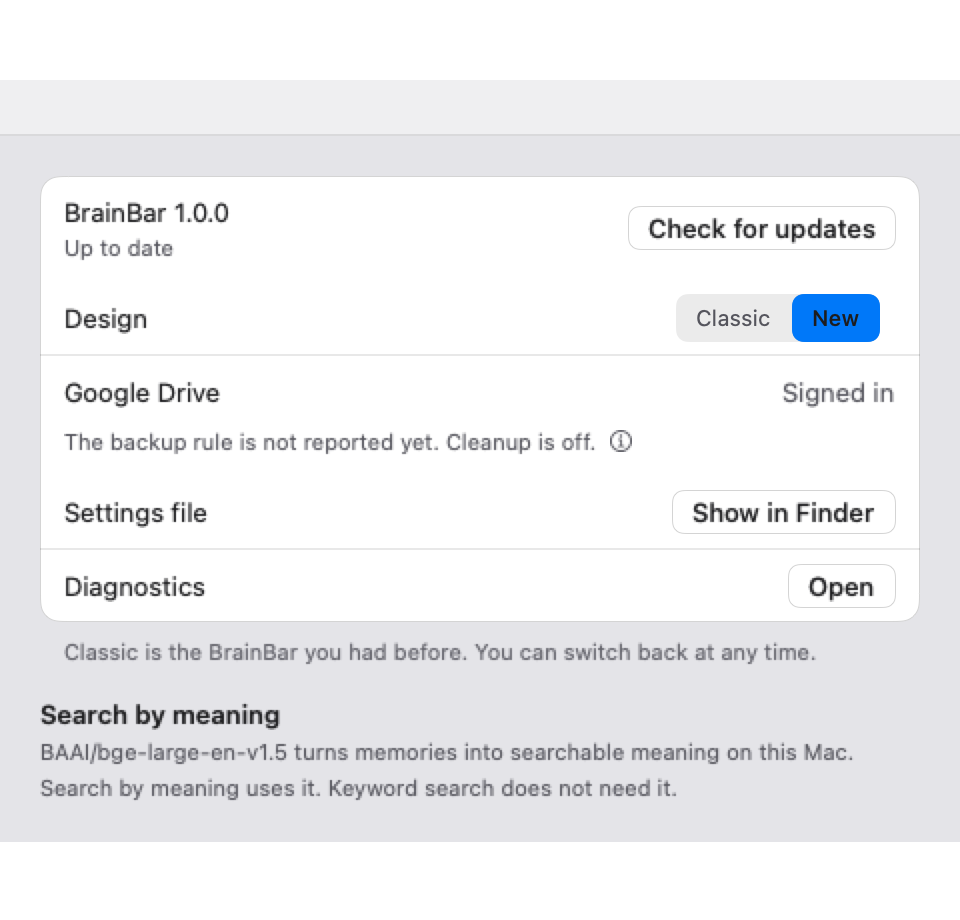 BrainBar 1.0.0
Check for updates
Up to date
Design
Classic
New
Google Drive
Signed in
The backup rule is not reported yet. Cleanup is off.
Settings file
Show in Finder
Diagnostics
Open
Classic is the BrainBar you had before. You can switch back at any time.
Search by meaning
BAAI/bge-large-en-v1.5 turns memories into searchable meaning on this Mac.
Search by meaning uses it. Keyword search does not need it.